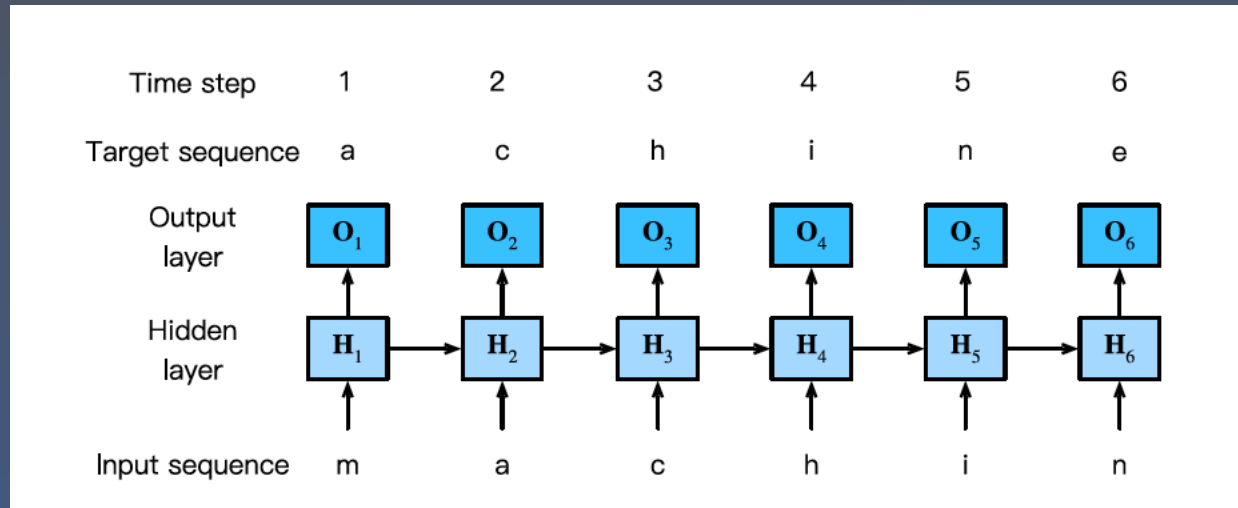 Time step 1 2 3 4 5 6
Target sequence a c h i n e
Output
layer
O₁ O₂ O₃ O₄ O₅ O₆
Hidden
layer
H₁ H₂ H₃ H₄ H₅ H₆
Input sequence m a c h i n